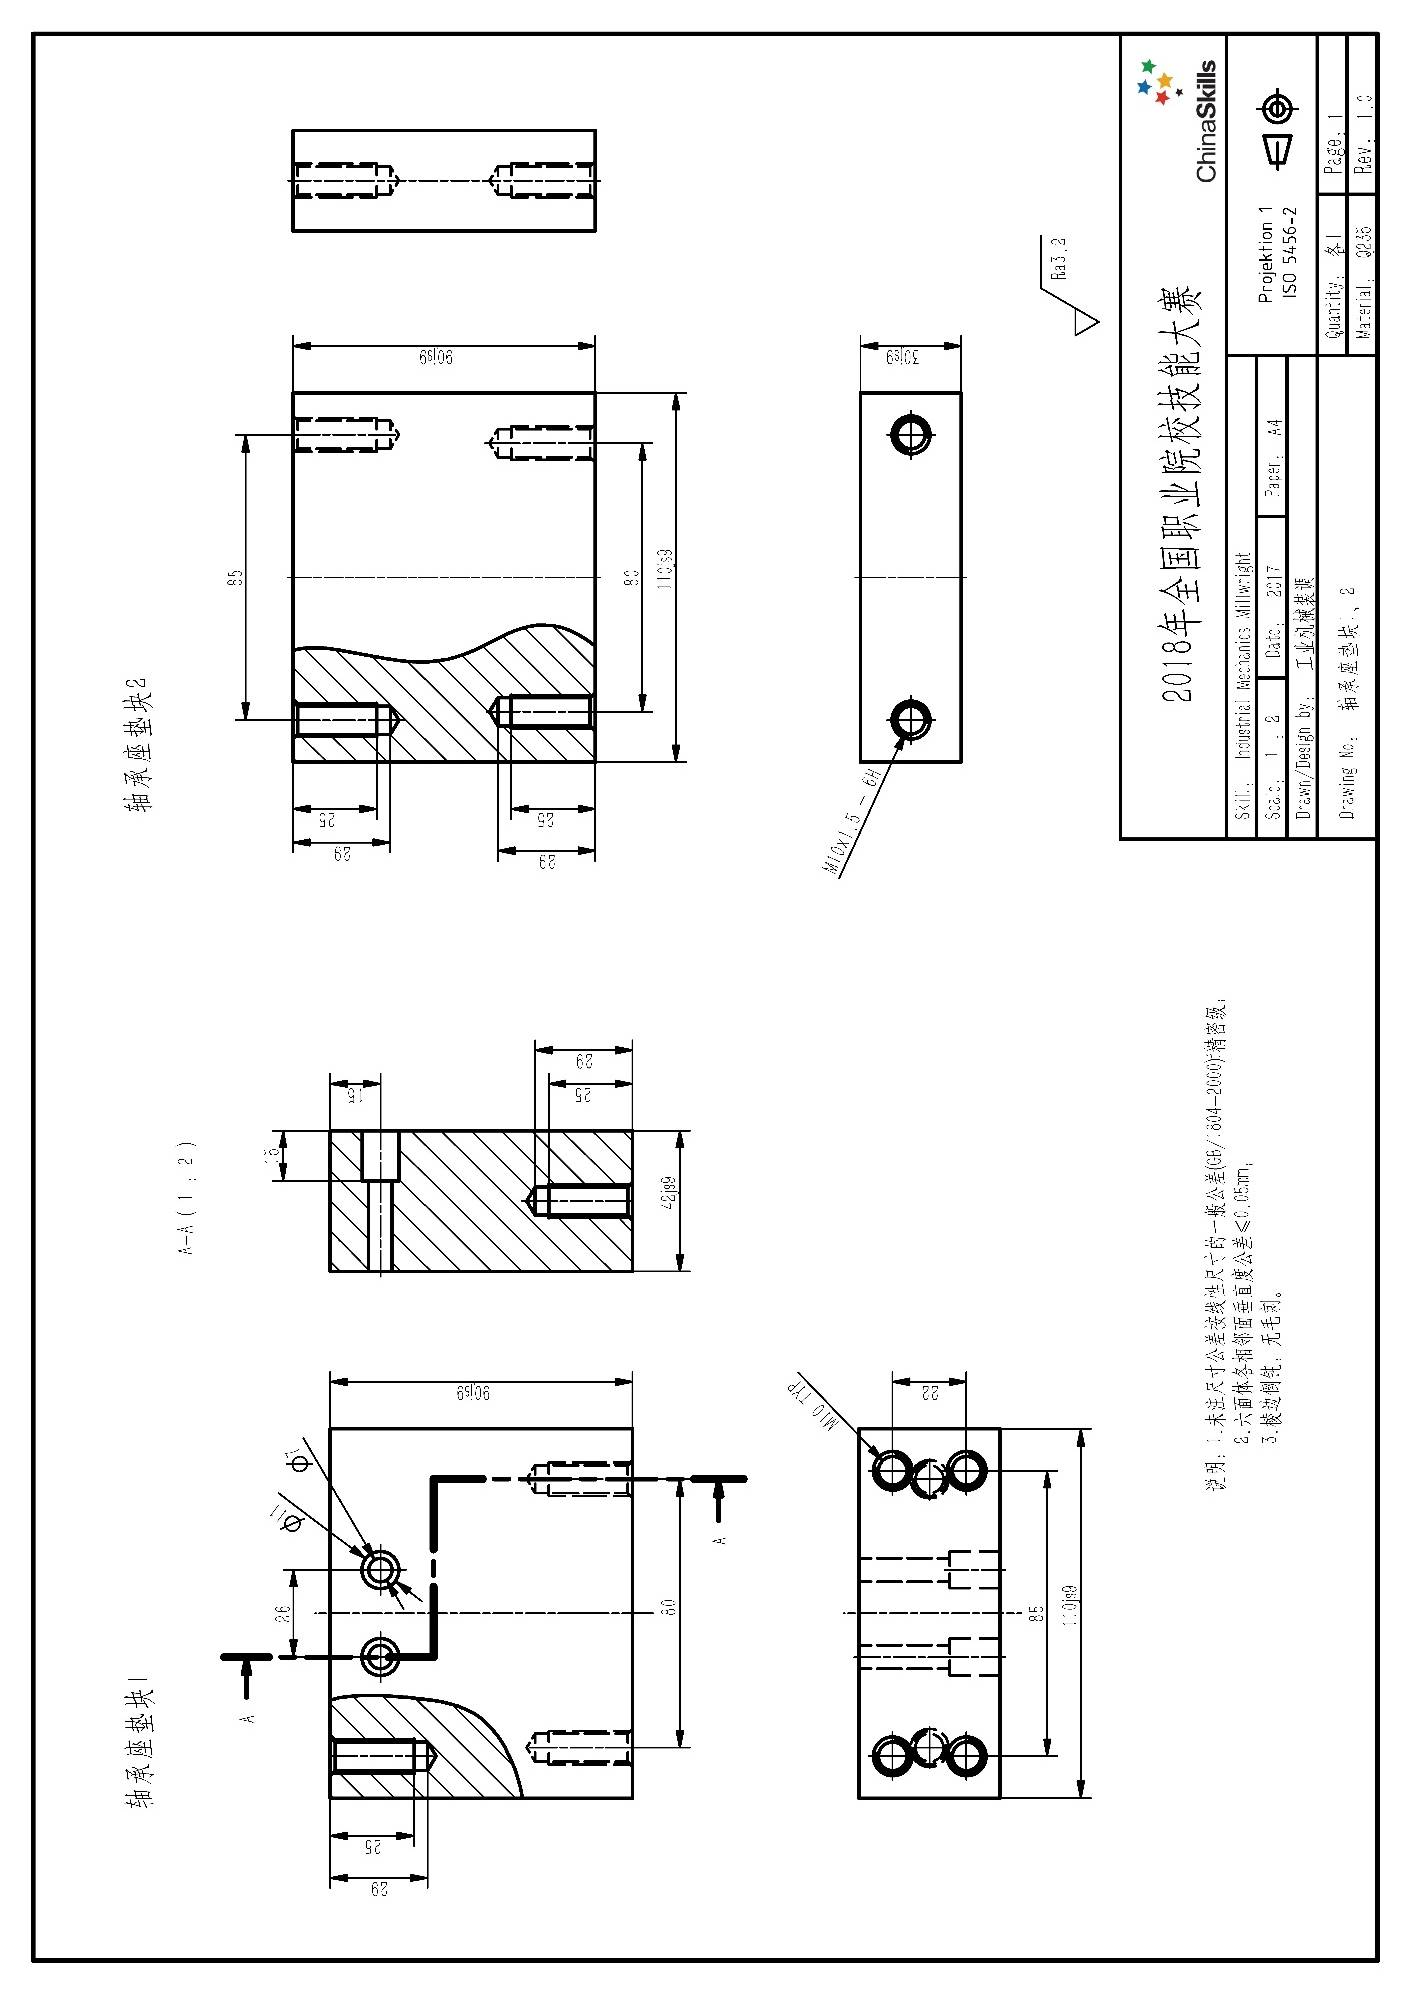 轴承座垫块1
A
A
26
ϕ11
ϕ7
90js9
80
25
29
A-A(1:2)
15
15
25
29
42js9
M10 TYP
22
85
110js9
轴承座垫块2
85
90js9
80
110js9
25
29
25
29
30js9
M10x1.5 - 6H
Ra3.2
说明：1.未注尺寸公差按线性尺寸的一般公差(GB/1804-2000)精密级；
2.六面体各相邻面垂直度公差≤0.05mm；
3.棱边倒钝，无毛刺。
2018年全国职业院校技能大赛
ChinaSkills
Skill: Industrial Mechanics Millwright
Scale: 1 : 2 Date: 2017 Paper: A4
Drawn/Design by: 工业机械装调
Drawing No: 轴承座垫块1、2
Projektion 1
ISO 5456-2
Quantity: 各1 Page: 1
Material: Q235 Rev: 1.0